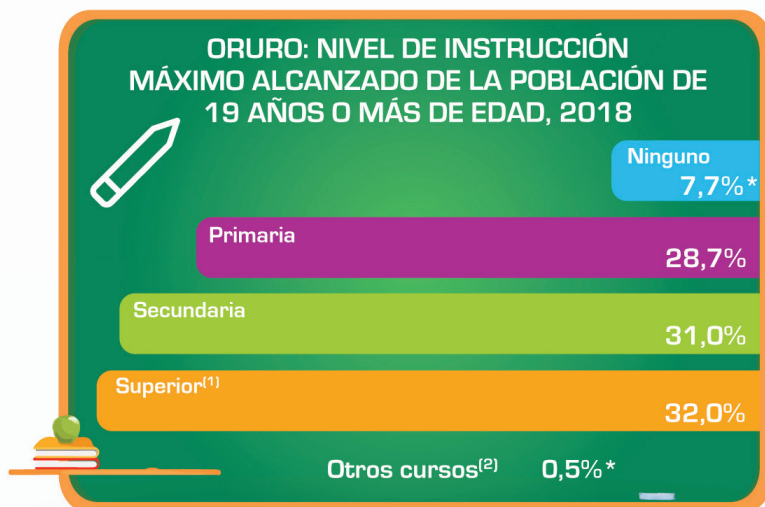 ORURO: NIVEL DE INSTRUCCIÓN
MÁXIMO ALCANZADO DE LA POBLACIÓN DE
19 AÑOS O MÁS DE EDAD, 2018
Ninguno
7,7%*
Primaria
28,7%
Secundaria
31,0%
Superior(1)
32,0%
Otros cursos(2) 0,5%*